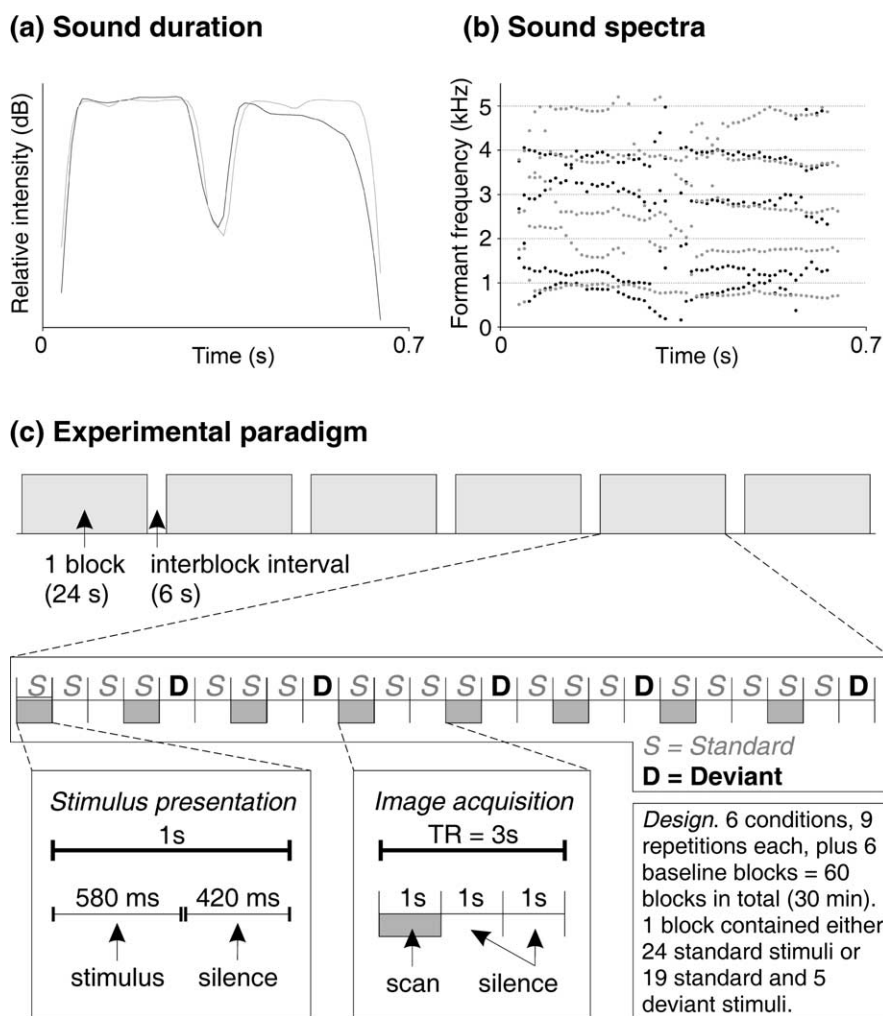 (a) Sound duration
Relative intensity (dB)
0
0.7
Time (s)
(b) Sound spectra
Formant frequency (kHz)
5
4
3
2
1
0
0
0.7
Time (s)
(c) Experimental paradigm
1 block
(24 s)
interblock interval
(6 s)
S S S S D S S S D S S S S D S S S D S S S S S D
S = Standard
D = Deviant
Stimulus presentation
1s
580 ms
420 ms
stimulus
silence
Image acquisition
TR = 3s
1s
1s
1s
scan
silence
Design. 6 conditions, 9
repetitions each, plus 6
baseline blocks = 60
blocks in total (30 min).
1 block contained either
24 standard stimuli or
19 standard and 5
deviant stimuli.